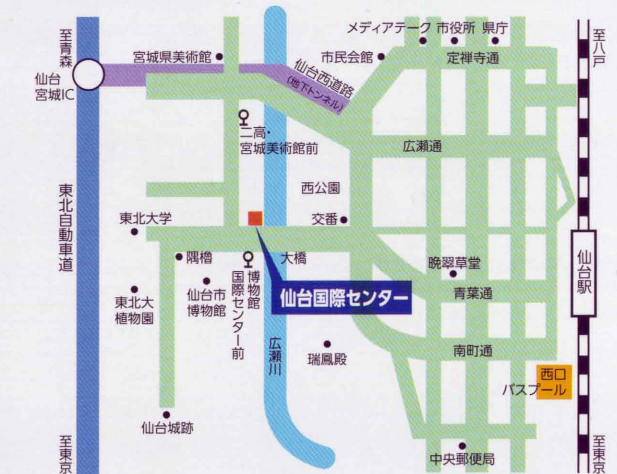 至青森
仙台
宮城IC
宮城県美術館
仙台西道路
(地下トンネル)
メディアテーク
市役所
県庁
市民会館
定禅寺通
至八戸
二高・
宮城美術館前
広瀬通
西公園
東北自動車道
東北大学
交番
隅櫓
大橋
仙台市
博物館
博物館
国際センター前
仙台国際センター
晩翠草堂
青葉通
仙台駅
東北大
植物園
広瀬川
瑞鳳殿
南町通
西口
バスプール
仙台城跡
中央郵便局
至東京
至東京